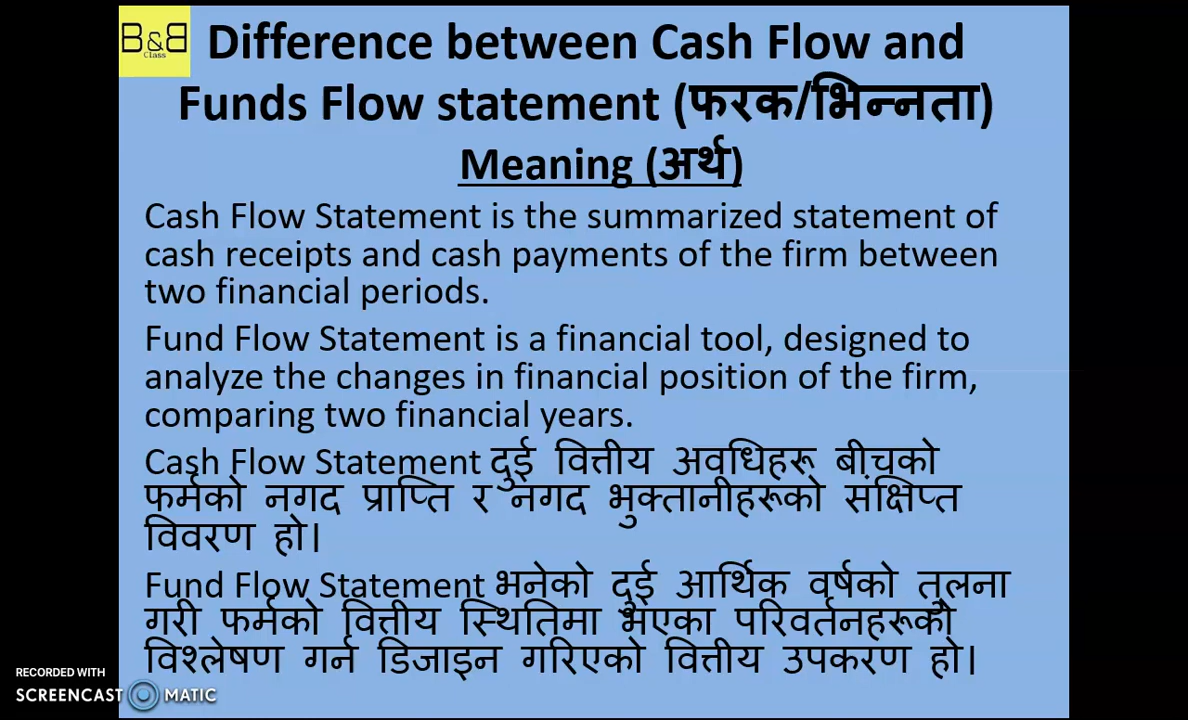 B&B
Class
Difference between Cash Flow and
Funds Flow statement (फरक/भिन्नता)
Meaning (अर्थ)
Cash Flow Statement is the summarized statement of
cash receipts and cash payments of the firm between
two financial periods.
Fund Flow Statement is a financial tool, designed to
analyze the changes in financial position of the firm,
comparing two financial years.
Cash Flow Statement दुई वित्तीय अवधिहरू बीचको
फर्मको नगद प्राप्ति र नगद भुक्तानीहरूको संक्षिप्त
विवरण हो।
Fund Flow Statement भनेको दुई आर्थिक वर्षको तुलना
गरी फर्मको वित्तीय स्थितिमा भएका परिवर्तनहरूको
विश्लेषण गर्न डिजाइन गरिएको वित्तीय उपकरण हो।
RECORDED WITH
SCREENCAST MATIC